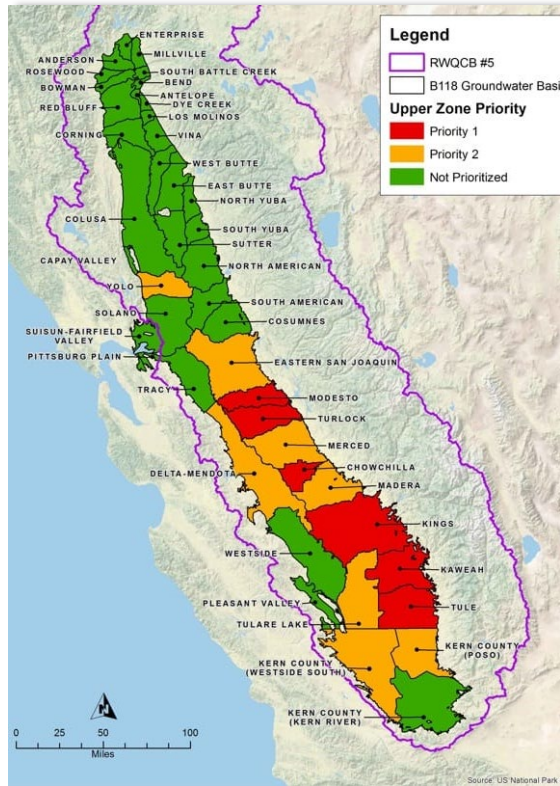 Legend
RWQCB #5
B118 Groundwater Basi
Upper Zone Priority
Priority 1
Priority 2
Not Prioritized
ENTERPRISE
ANDERSON
MILLVILLE
ROSEWOOD
SOUTH BATTLE CREEK
BOWMAN
BEND
ANTELOPE
RED BLUFF
DYE CREEK
LOS MOLINOS
CORNING
VINA
WEST BUTTE
EAST BUTTE
NORTH YUBA
COLUSA
SOUTH YUBA
SUTTER
CAPAY VALLEY
NORTH AMERICAN
YOLO
SOUTH AMERICAN
SOLANO
COSUMNES
SUISUN-FAIRFIELD
VALLEY
PITTSBURG PLAIN
EASTERN SAN JOAQUIN
TRACY
MODESTO
TURLOCK
MERCED
DELTA-MENDOTA
CHOWCHILLA
MADERA
KINGS
WESTSIDE
KAWEAH
PLEASANT VALLEY
TULE
TULARE LAKE
KERN COUNTY
(POSO)
KERN COUNTY
(WESTSIDE SOUTH)
KERN COUNTY
(KERN RIVER)
N
0 25 50 100
Miles
Source: US National Park